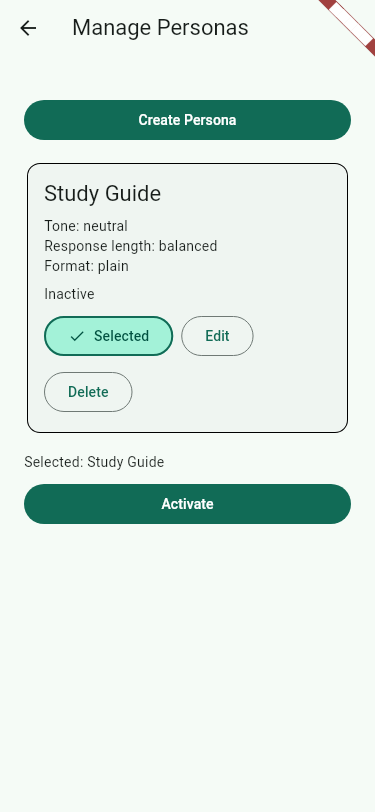 Manage Personas
Create Persona
Study Guide
Tone: neutral
Response length: balanced
Format: plain
Inactive
Selected
Edit
Delete
Selected: Study Guide
Activate